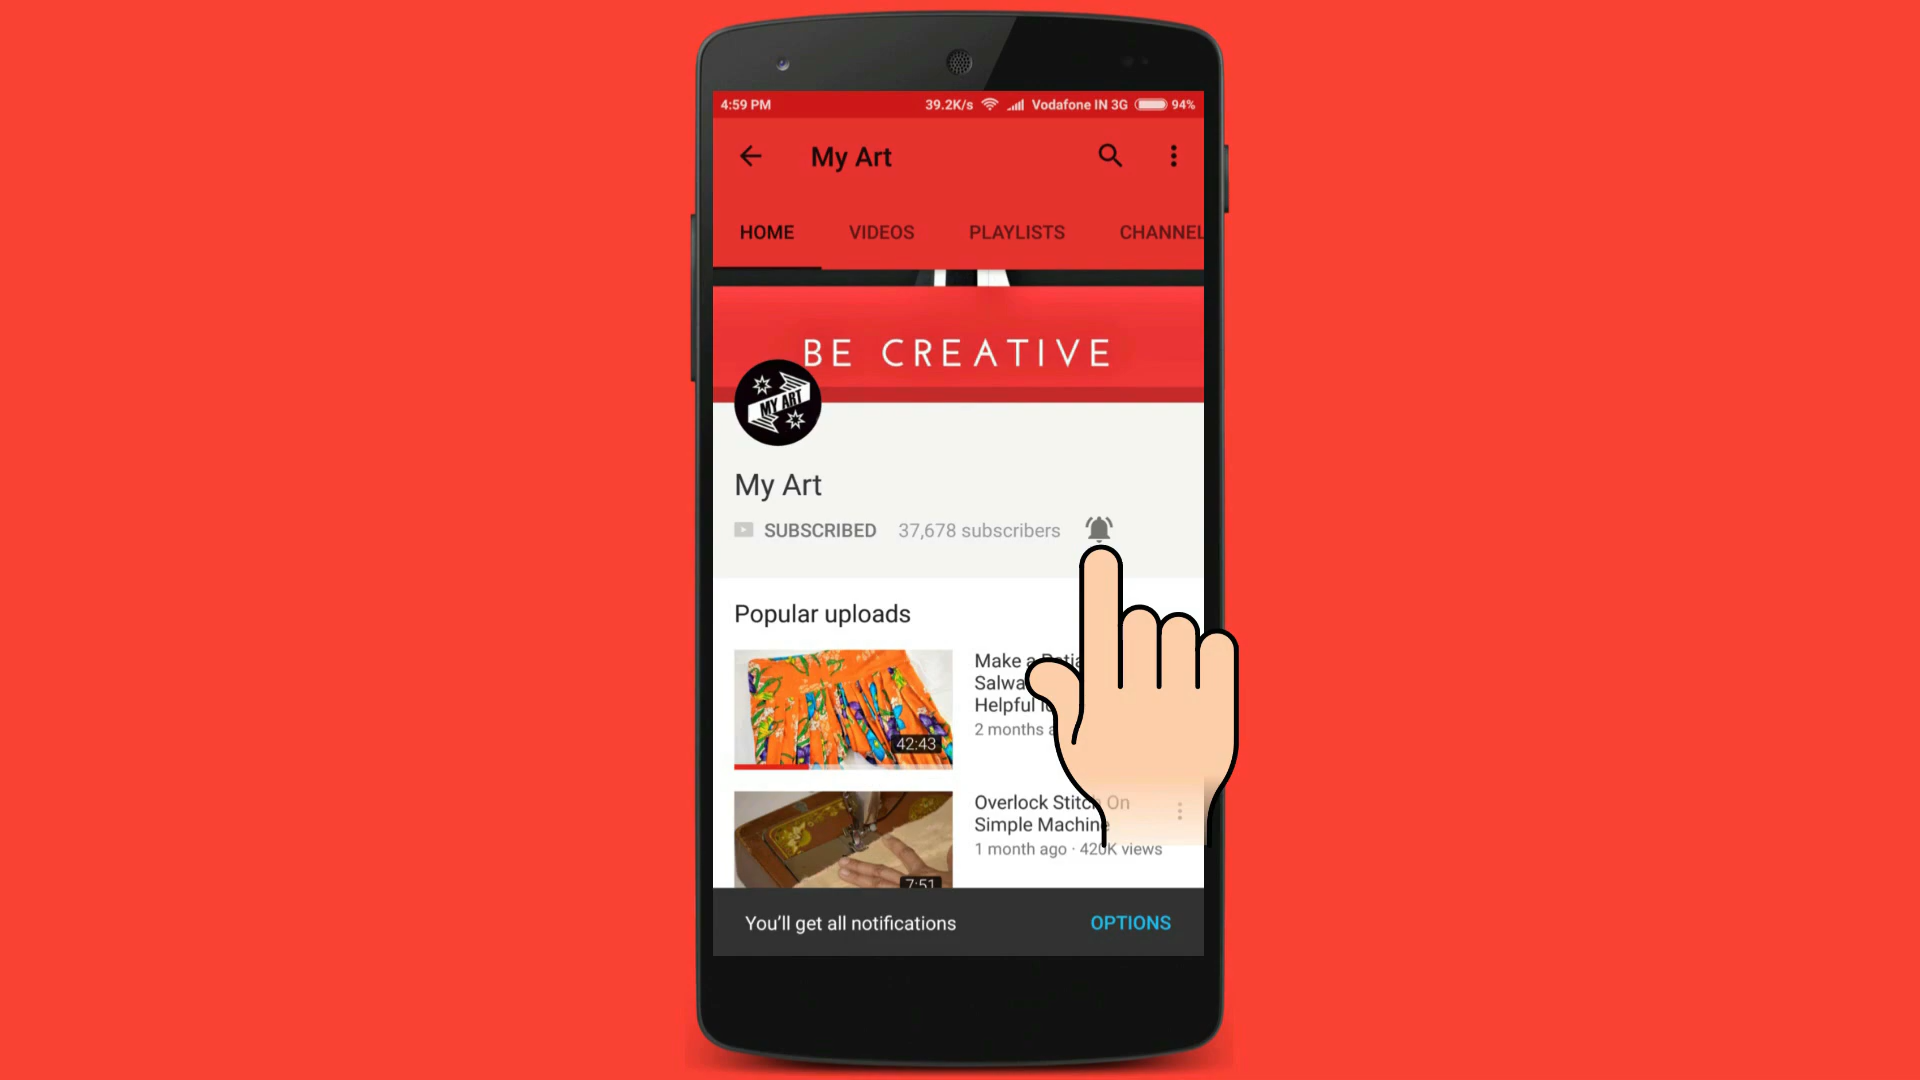 4:59 PM 39.2K/s Vodafone IN 3G 94%
My Art
HOME VIDEOS PLAYLISTS CHANNEL
BE CREATIVE
MY ART
My Art
SUBSCRIBED 37,678 subscribers
Popular uploads
Make a
Salwa
Helpful
2 months
42:43
Overlock Stitch On
Simple Machine
1 month ago · 420K views
7:51
You’ll get all notifications OPTIONS